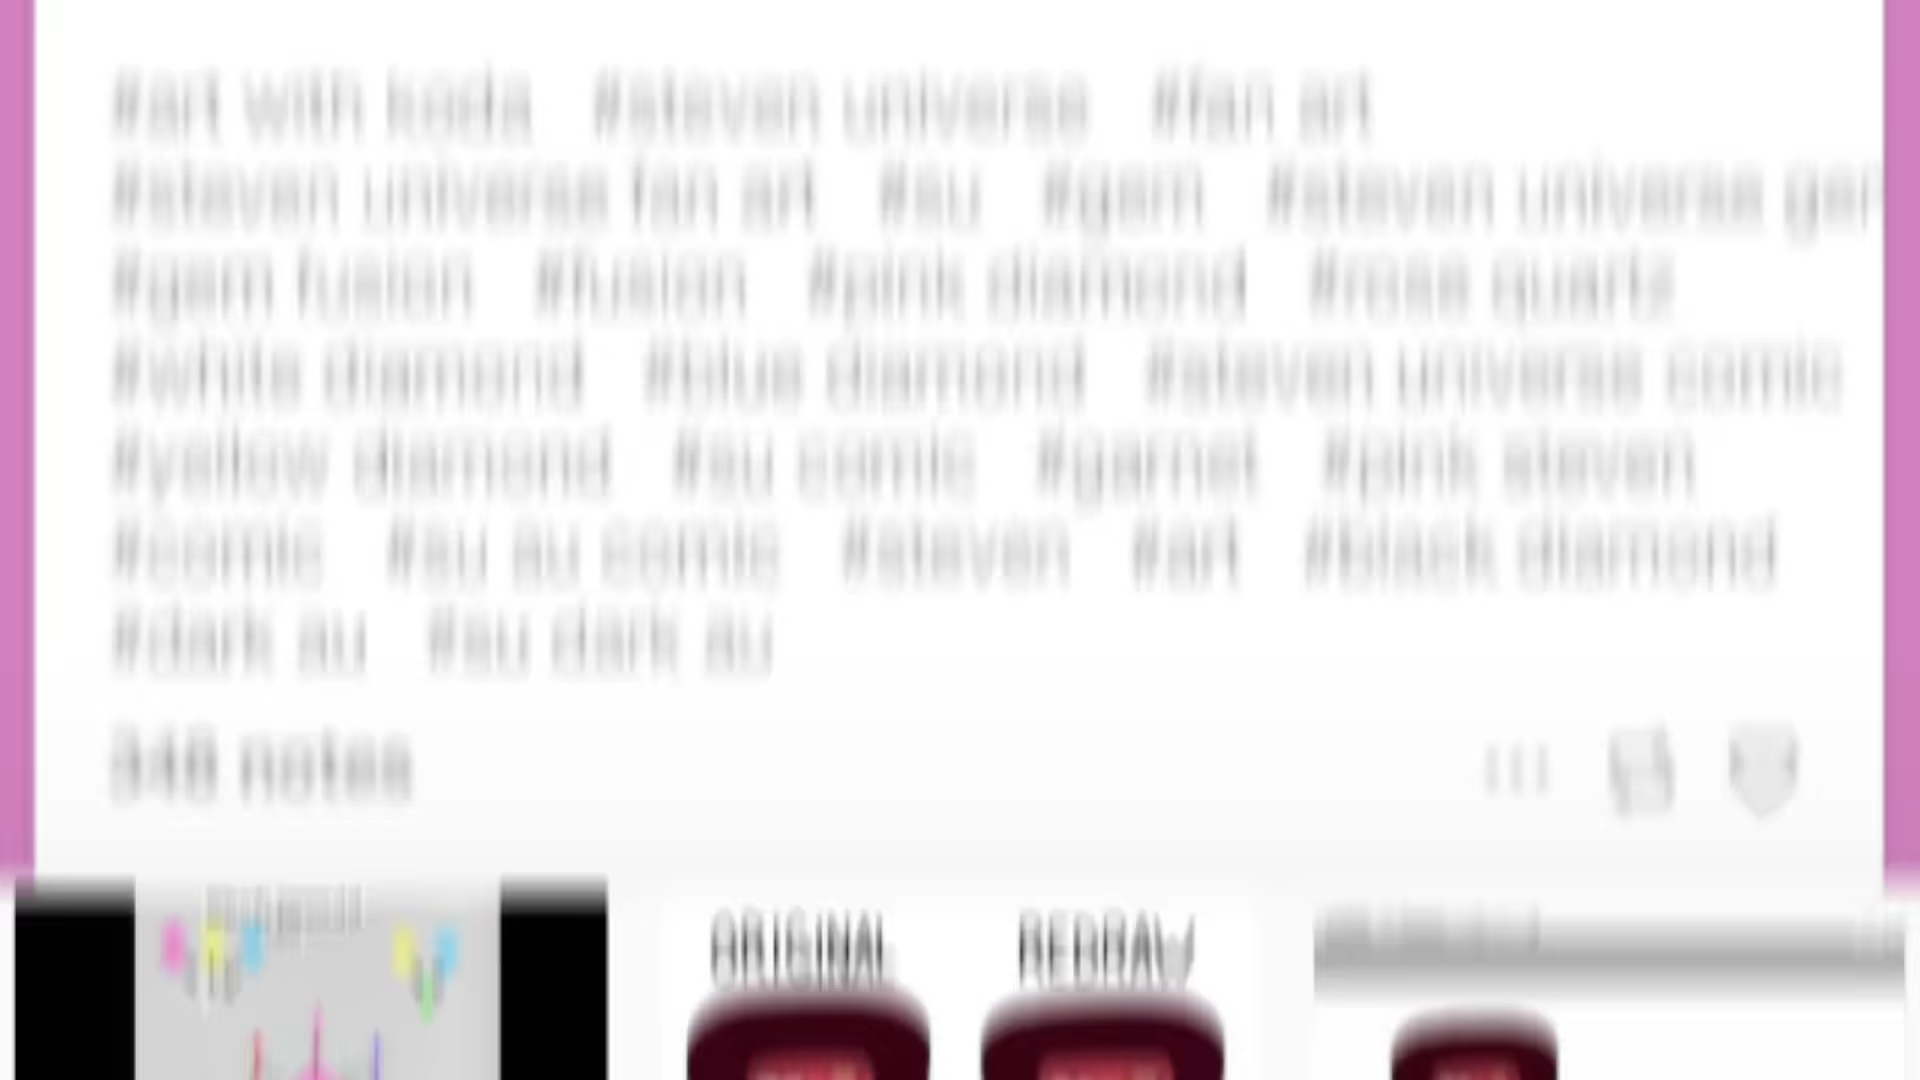 #art with koda #steven universe #fan art
#steven universe fan art #su #gem #steven universe ge
#gem fusion #fusion #pink diamond #rose quartz
#white diamond #blue diamond #steven universe comic
#yellow diamond #su comic #garnet #pink steven
#comic #su au comic #steven #art #black diamond
#dark au #su dark au
348 notes
ORIGINAL REDRAW